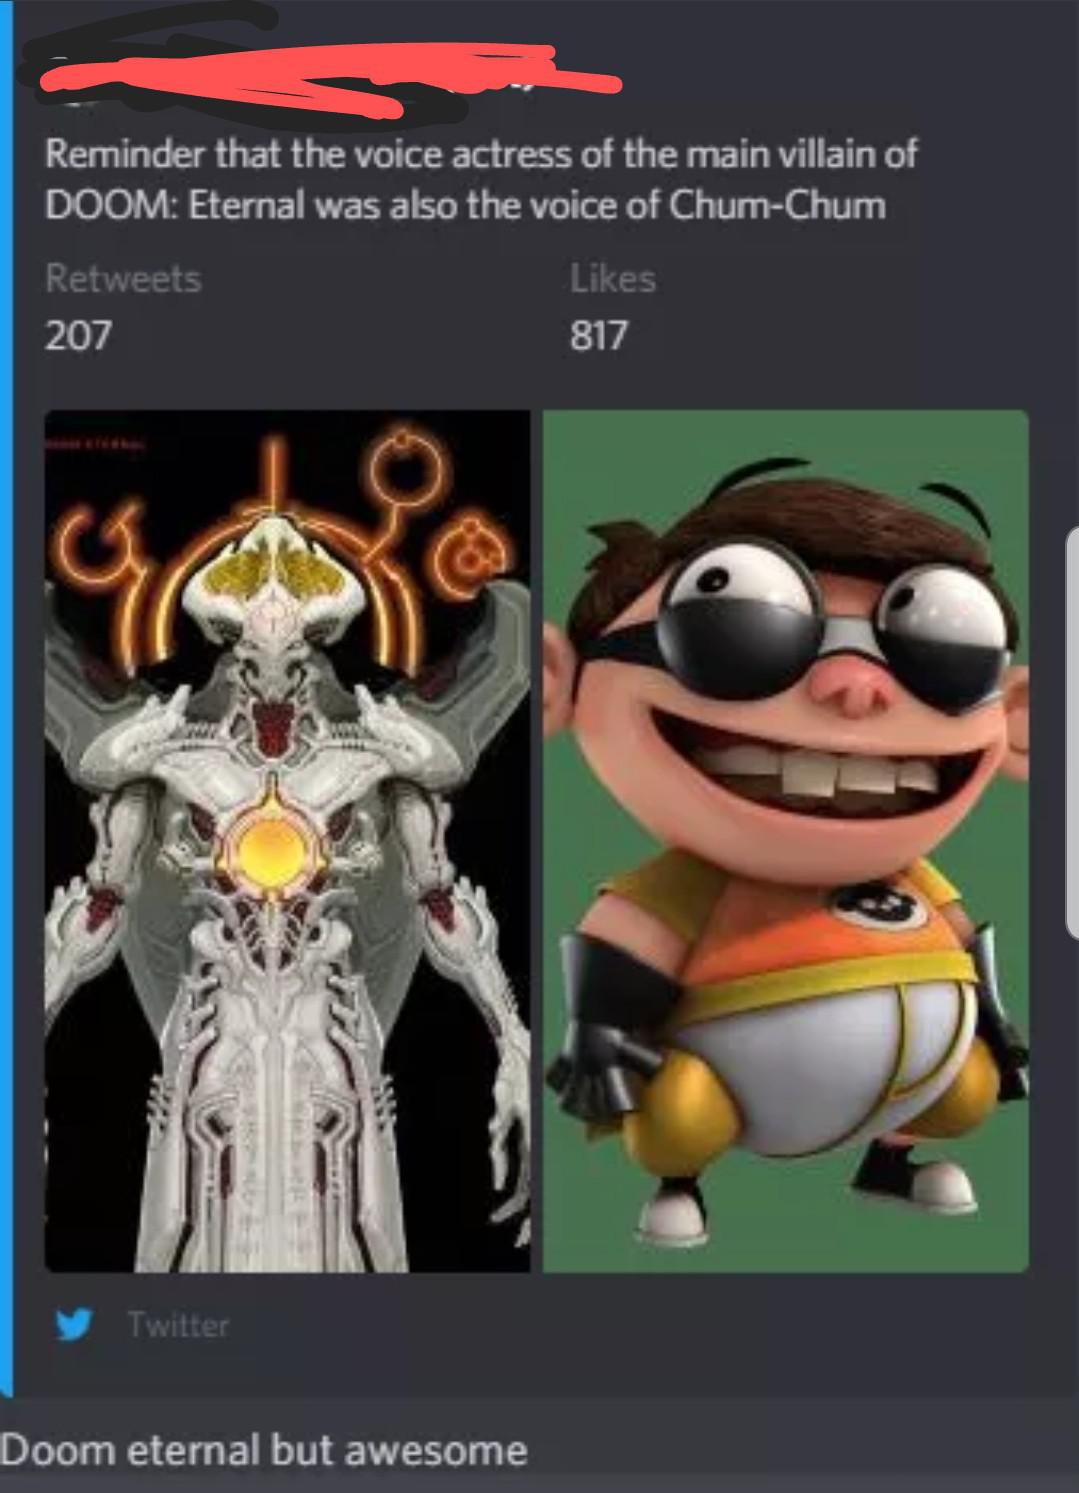 Reminder that the voice actress of the main villain of
DOOM: Eternal was also the voice of Chum-Chum
Retweets
Likes
207
817
DOOM ETERNAL
Twitter
Doom eternal but awesome